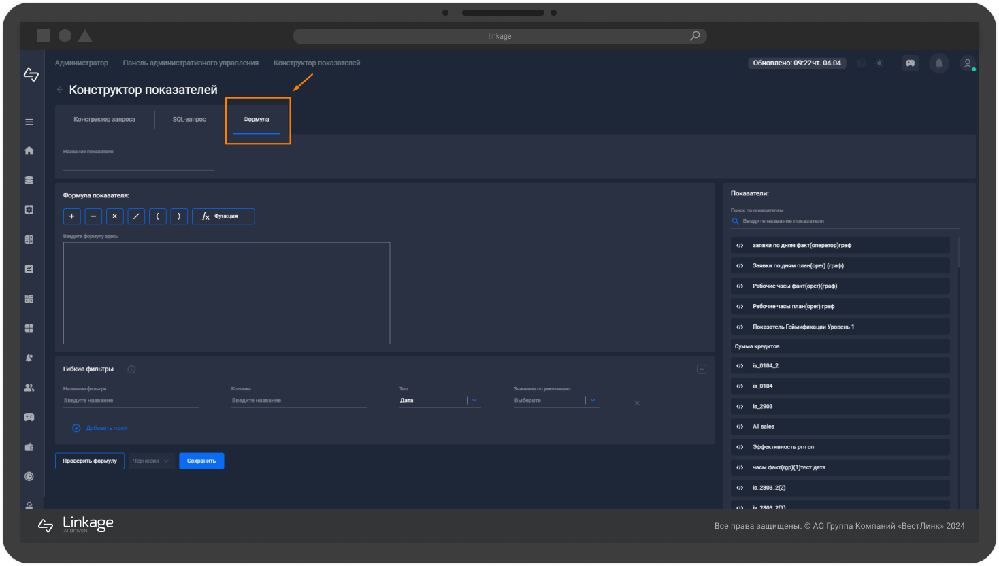 linkage
Администратор – Панель административного управления – Конструктор показателей
Обновлено: 09:22чт. 04.04
Конструктор показателей
Конструктор запроса
SQL-запрос
Формула
Название показателя
Формула показателя:
+ − × / ( ) fx Функция
Введите формулу здесь
Показатели:
Поиск по показателям
Введите название показателя
заявки по дням факт(оператор)граф
Заявки по дням план(oper) (граф)
Рабочие часы факт(oper)(граф)
Рабочие часы план(oper) граф
Показатель Геймификации Уровень 1
Сумма кредитов
is_0104_2
is_0104
is_2903
All sales
Эффективность ргп сп
часы факт(rgp)(1)тест дата
is_2803_2(2)
is_2803_2(1)
Гибкие фильтры
Название фильтра
Введите название
Колонка
Введите название
Тип
Дата
Значение по умолчанию
Выберите
Добавить поля
Проверить формулу
Черновик
Сохранить
Linkage
AI DRIVEN
Все права защищены. © АО Группа Компаний «ВестЛинк» 2024